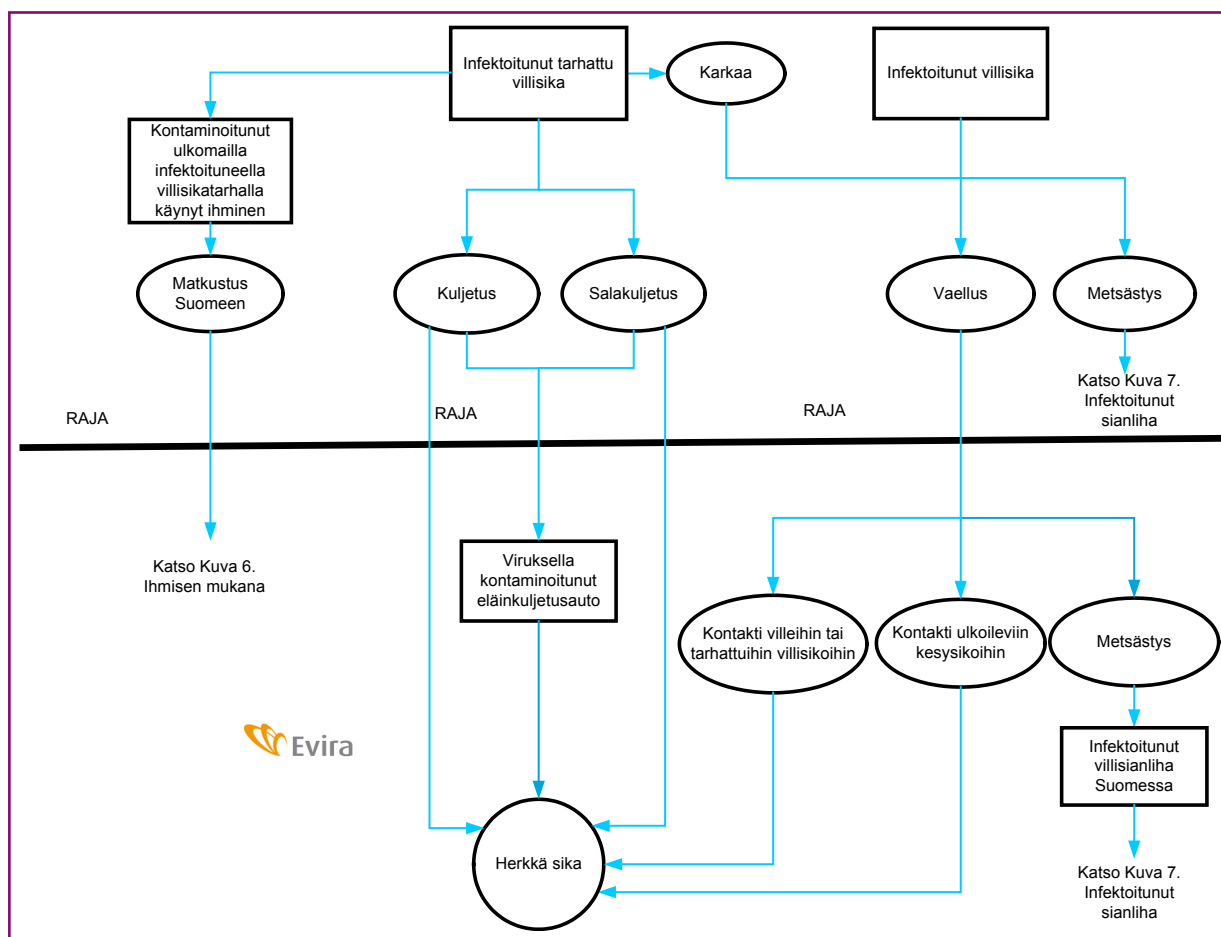 Infektoitunut tarhattu
villisika
Karkaa
Infektoitunut villisika
Kontaminoitunut
ulkomailla
infektoituneella
villisikatarhalla
käynyt ihminen
Matkustus
Suomeen
Kuljetus
Salakuljetus
Vaellus
Metsästys
Katso Kuva 7.
Infektoitunut
sianliha
RAJA
RAJA
RAJA
Katso Kuva 6.
Ihmisen mukana
Viruksella
kontaminoitunut
eläinkuljetusauto
Kontakti villeihin tai
tarhattuihin villisikoihin
Kontakti ulkoileviin
kesysikoihin
Metsästys
Evira
Infektoitunut
villisianliha
Suomessa
Herkkä sika
Katso Kuva 7.
Infektoitunut
sianliha